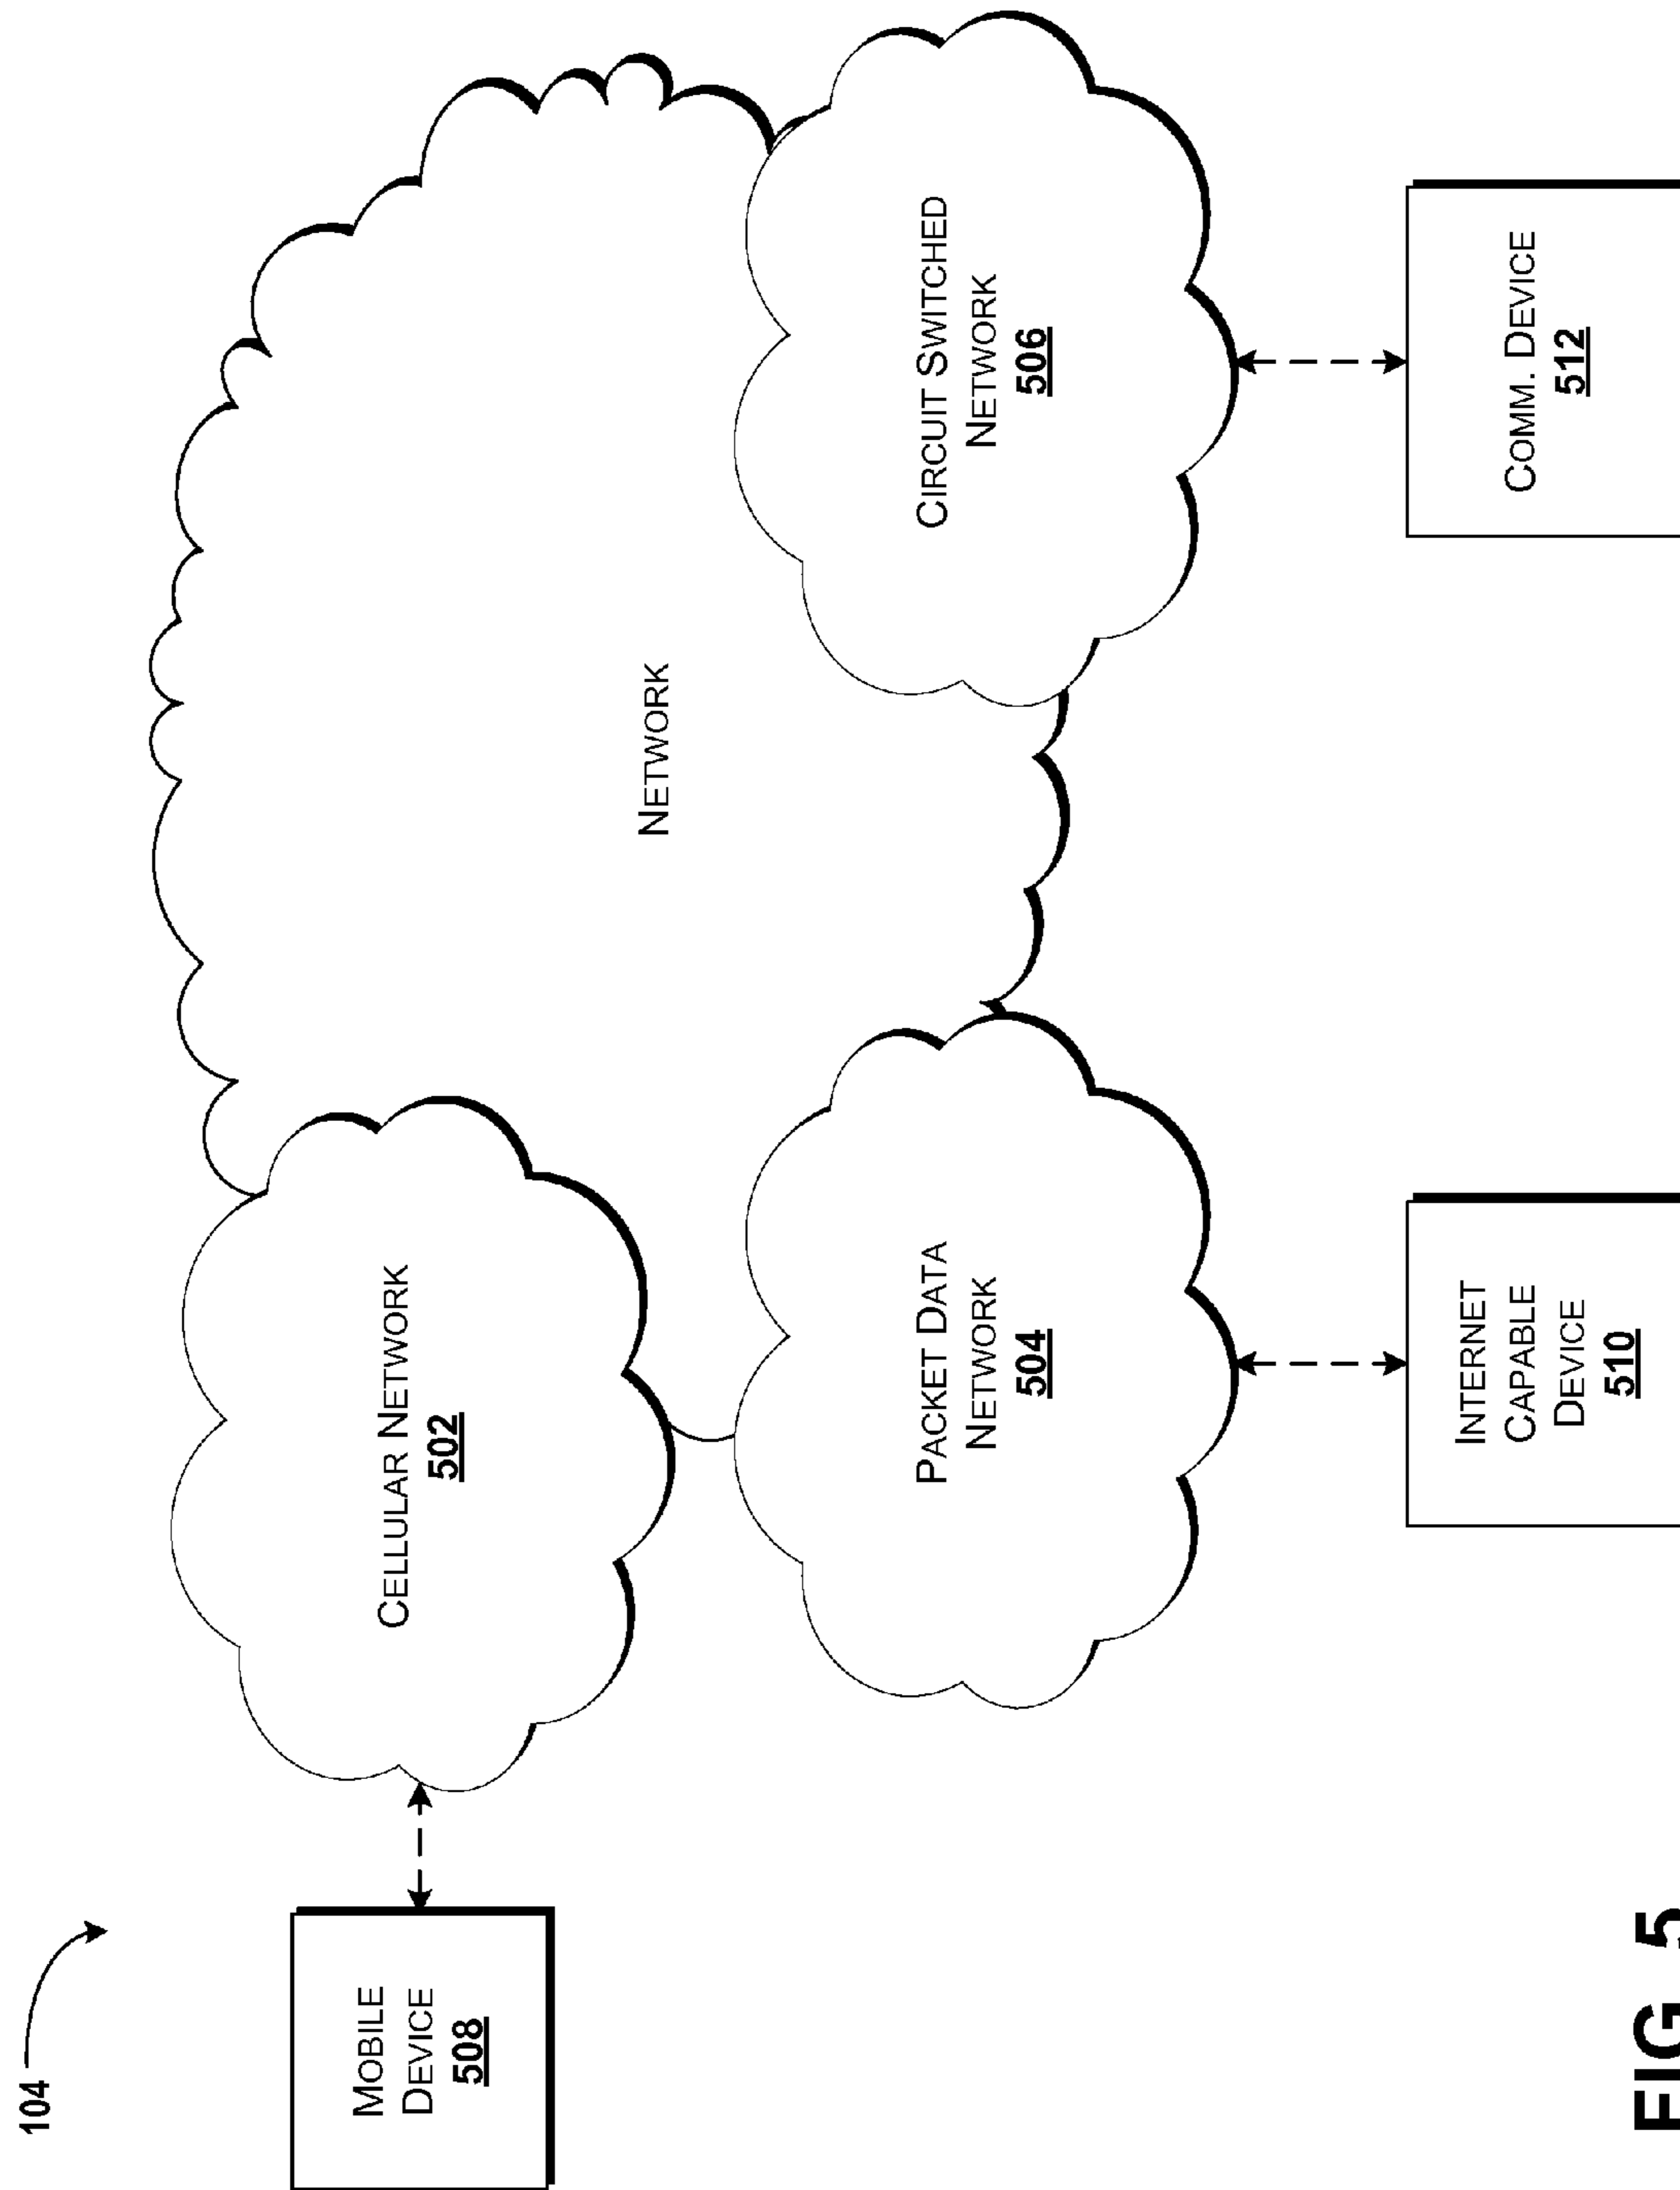 104
MOBILE
DEVICE
508
CELLULAR NETWORK
502
NETWORK
PACKET DATA
NETWORK
504
CIRCUIT SWITCHED
NETWORK
506
INTERNET
CAPABLE
DEVICE
510
COMM. DEVICE
512
FIG. 5